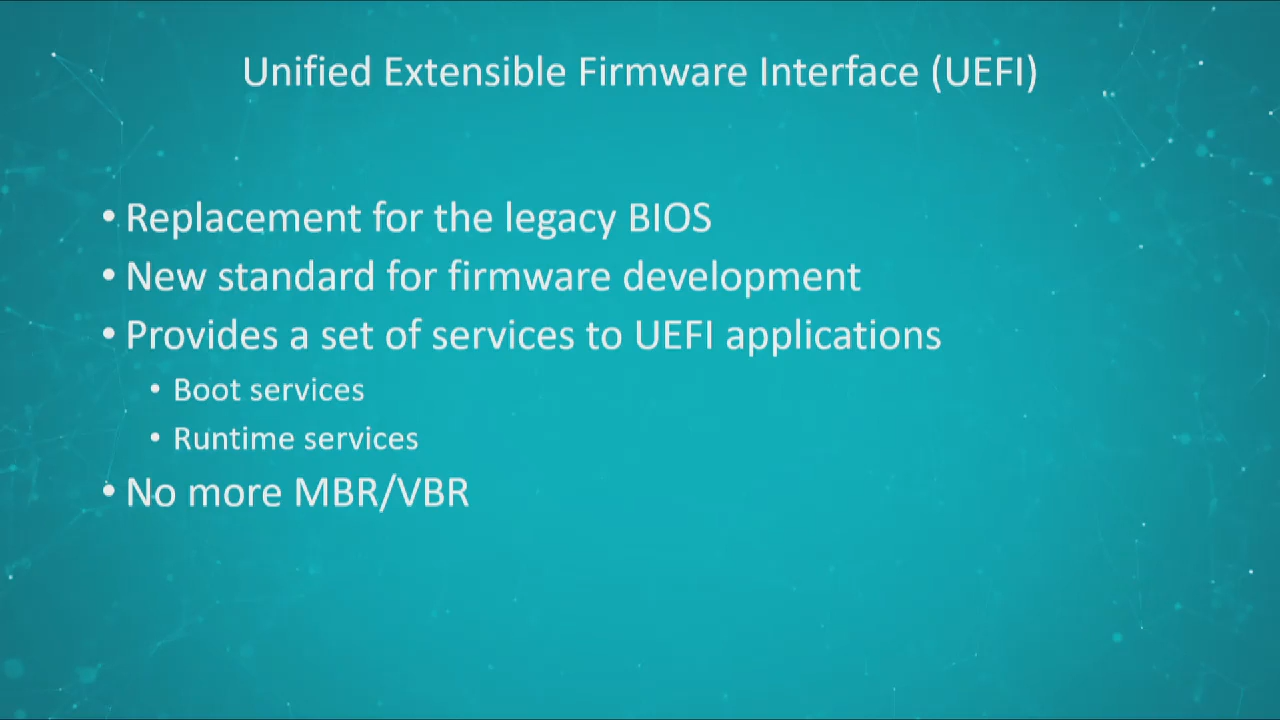 Unified Extensible Firmware Interface (UEFI)
• Replacement for the legacy BIOS
• New standard for firmware development
• Provides a set of services to UEFI applications
• Boot services
• Runtime services
• No more MBR/VBR